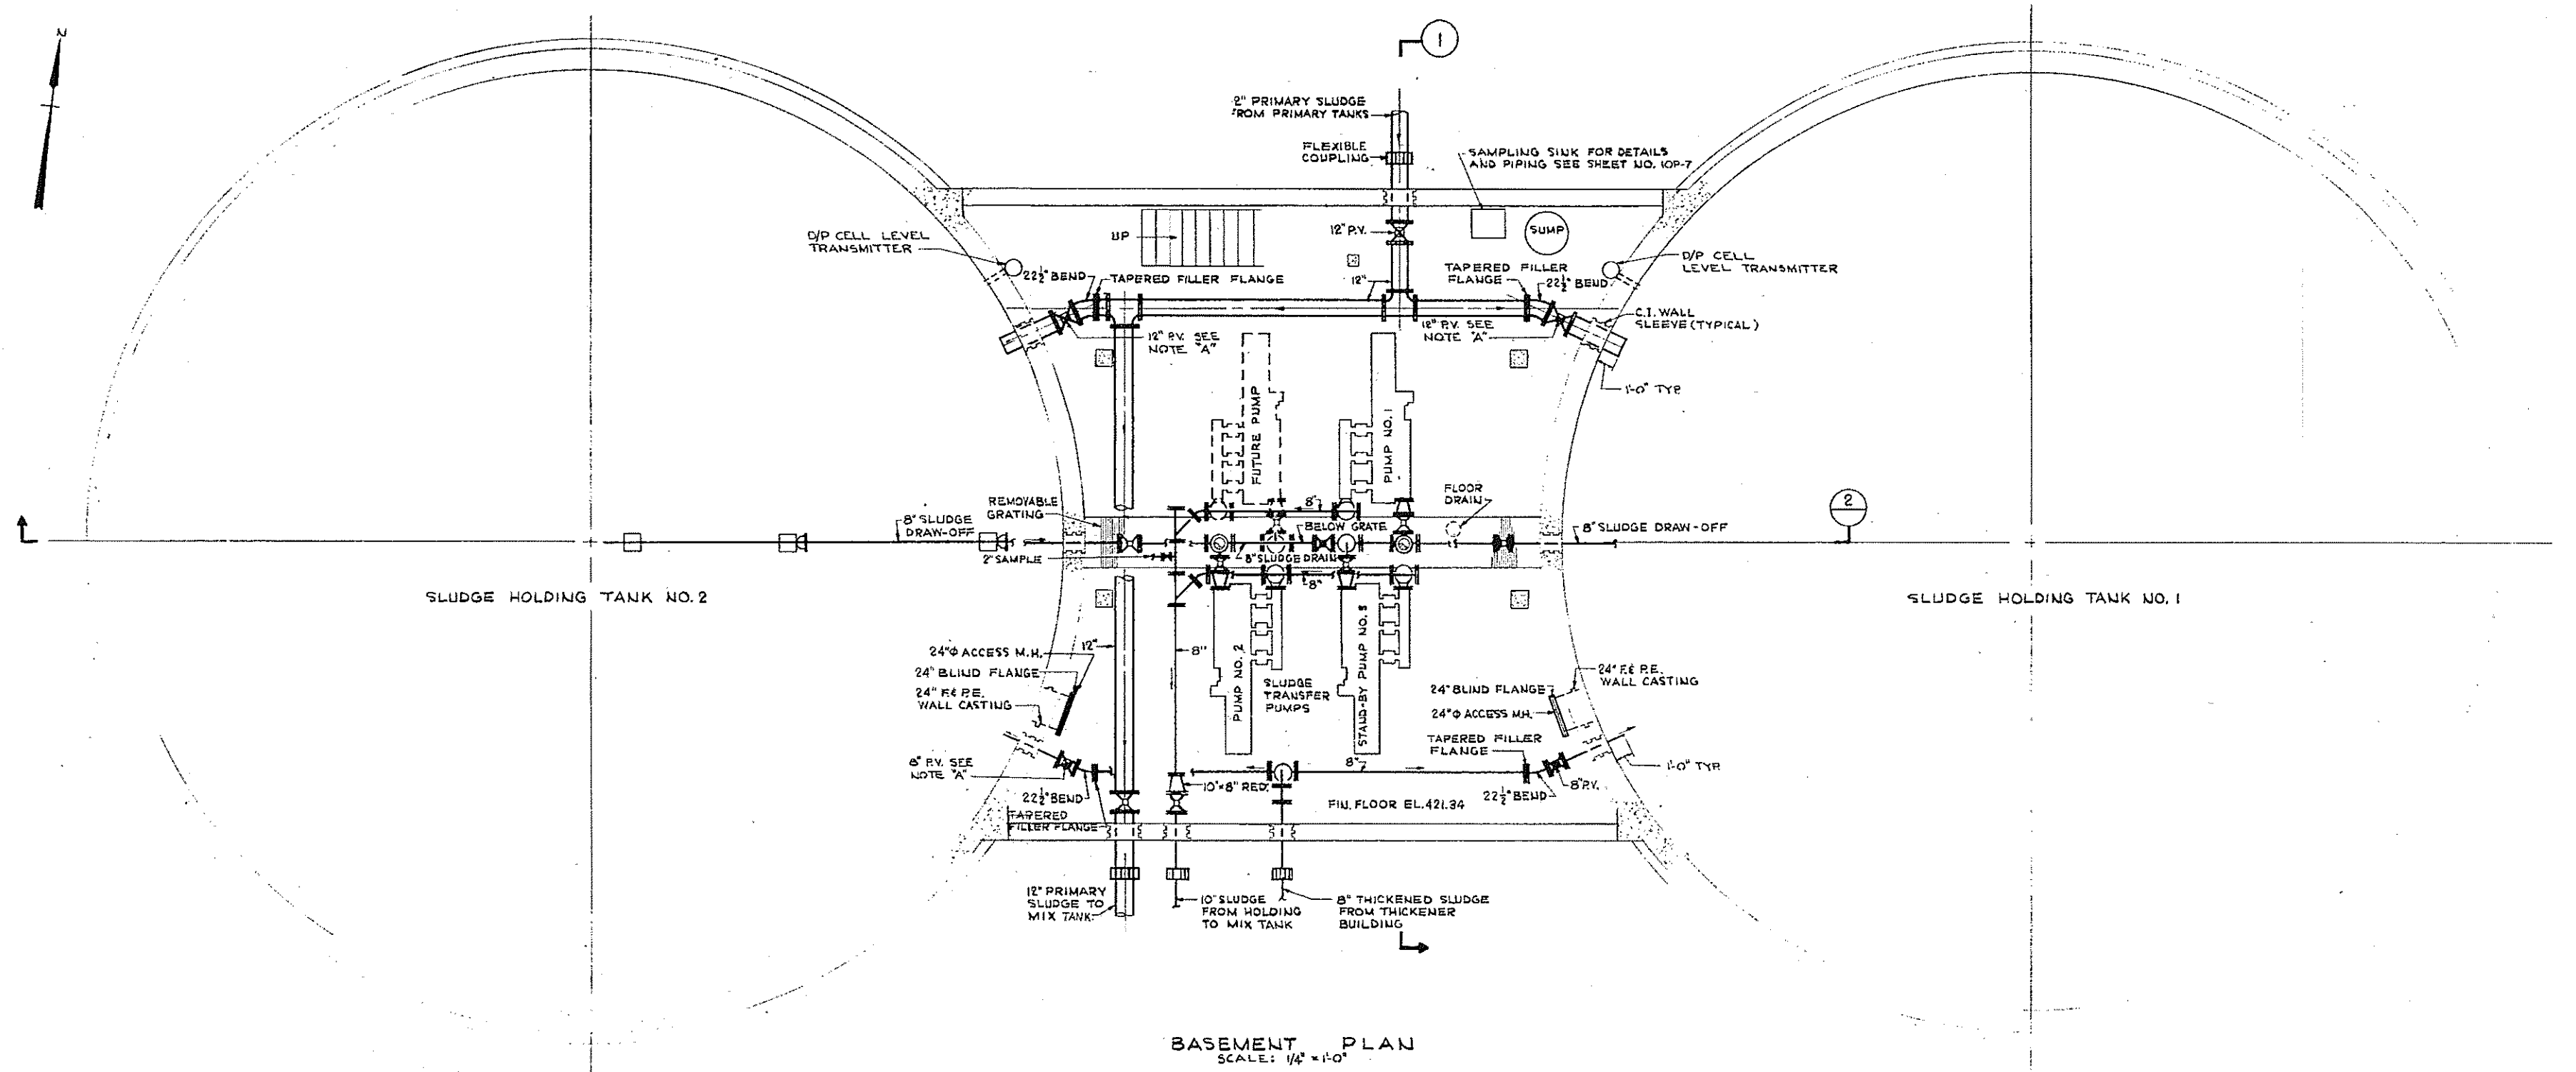 N
1
2" PRIMARY SLUDGE
FROM PRIMARY TANKS
FLEXIBLE
COUPLING
SAMPLING SINK FOR DETAILS
AND PIPING SEE SHEET NO. 10P-7
D/P CELL LEVEL
TRANSMITTER
UP
12" P.V.
SUMP
D/P CELL
LEVEL TRANSMITTER
22½° BEND
TAPERED FILLER FLANGE
12"
TAPERED FILLER
FLANGE
22½° BEND
C.I. WALL
SLEEVE (TYPICAL)
12" P.V. SEE
NOTE "A"
12" P.V. SEE
NOTE "A"
1'-0" TYP.
FUTURE PUMP
PUMP NO. 1
REMOVABLE
GRATING
FLOOR
DRAIN
8"
2
8" SLUDGE
DRAW-OFF
BELOW GRATE
8" SLUDGE DRAW-OFF
2" SAMPLE
8" SLUDGE DRAIN
8"
SLUDGE HOLDING TANK NO. 2
SLUDGE HOLDING TANK NO. 1
24"Φ ACCESS M.H.
12"
8"
24" BLIND FLANGE
24" F. & P.E.
WALL CASTING
PUMP NO. 2
SLUDGE
TRANSFER
PUMPS
STAND-BY PUMP NO. 3
24" F. & P.E.
WALL CASTING
24" BLIND FLANGE
24"Φ ACCESS M.H.
TAPERED FILLER
FLANGE
8" P.V. SEE
NOTE "A"
8"
1'-0" TYP.
22½° BEND
10"×8" RED.
FIN. FLOOR EL. 421.34
22½° BEND
8" P.V.
TAPERED
FILLER FLANGE
12" PRIMARY
SLUDGE TO
MIX TANK
10" SLUDGE
FROM HOLDING
TO MIX TANK
8" THICKENED SLUDGE
FROM THICKENER
BUILDING
BASEMENT PLAN
SCALE: 1/4" = 1'-0"